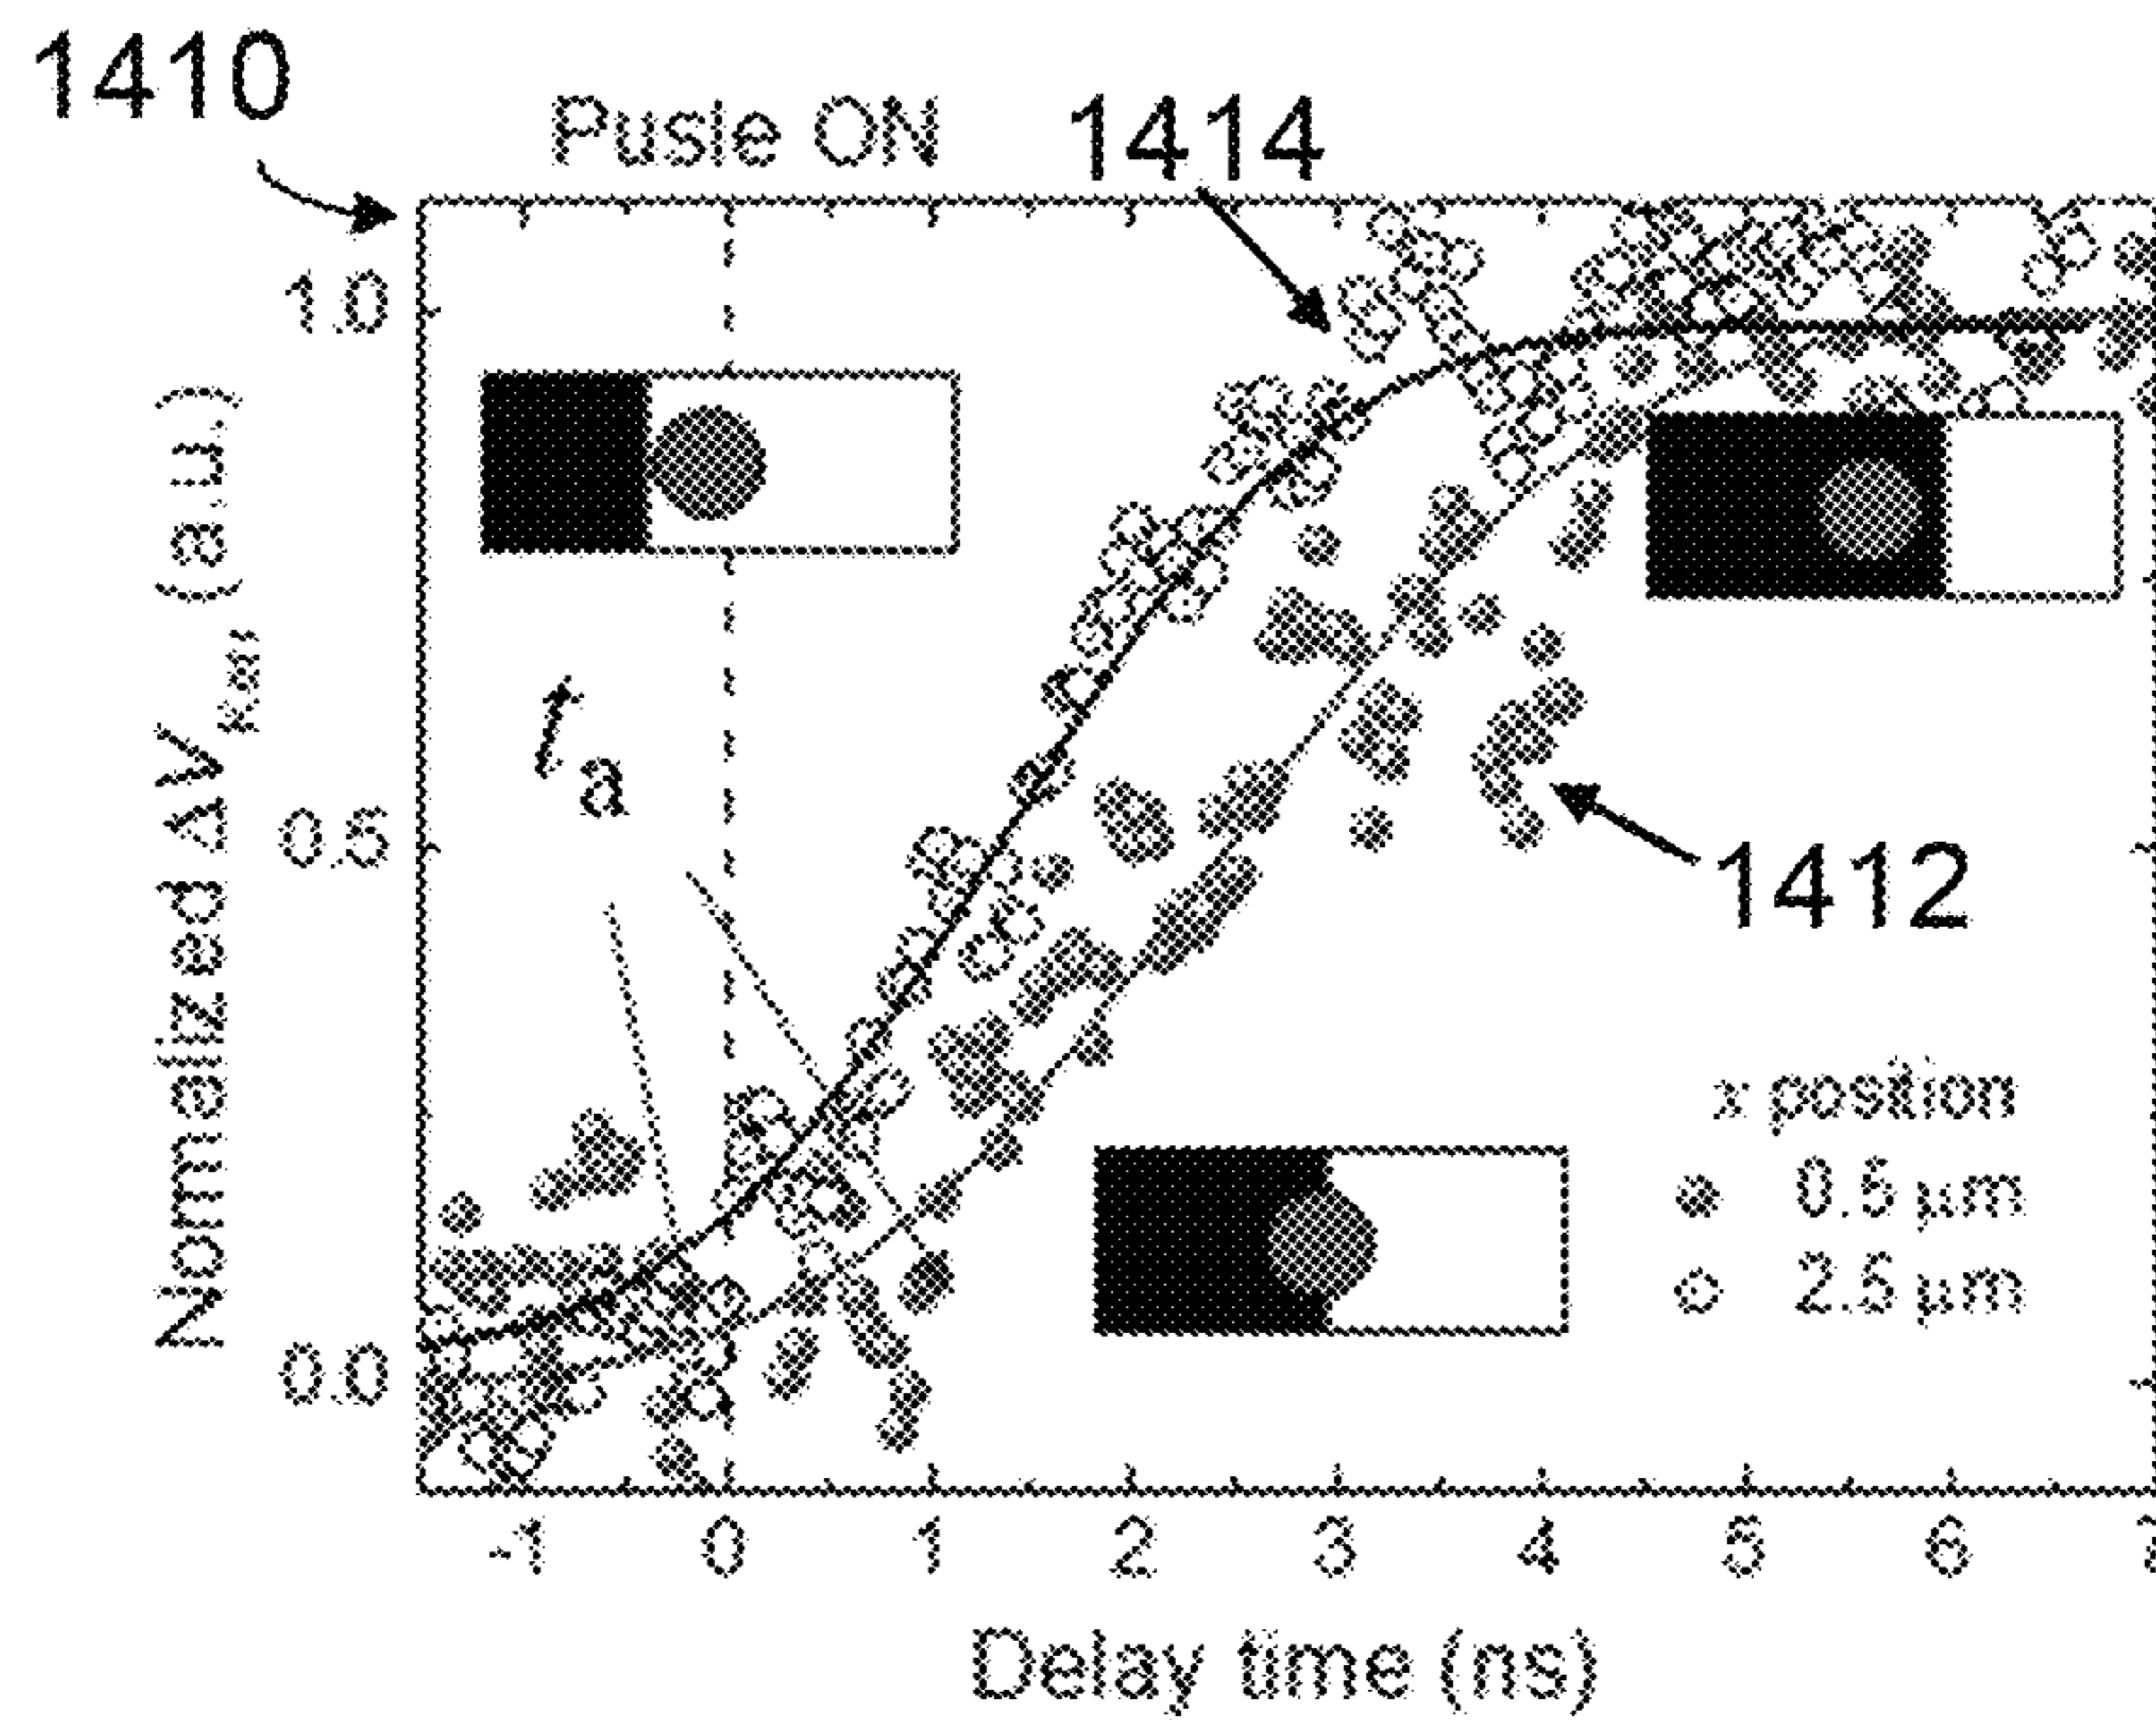 1410
Pusle ON
1414
1.0
0.5
0.0
Normalized ΔV (a.u.)
t a
1412
x position
0.5 µm
2.5 µm
-1 0 1 2 3 4 5 6
Delay time (ns)